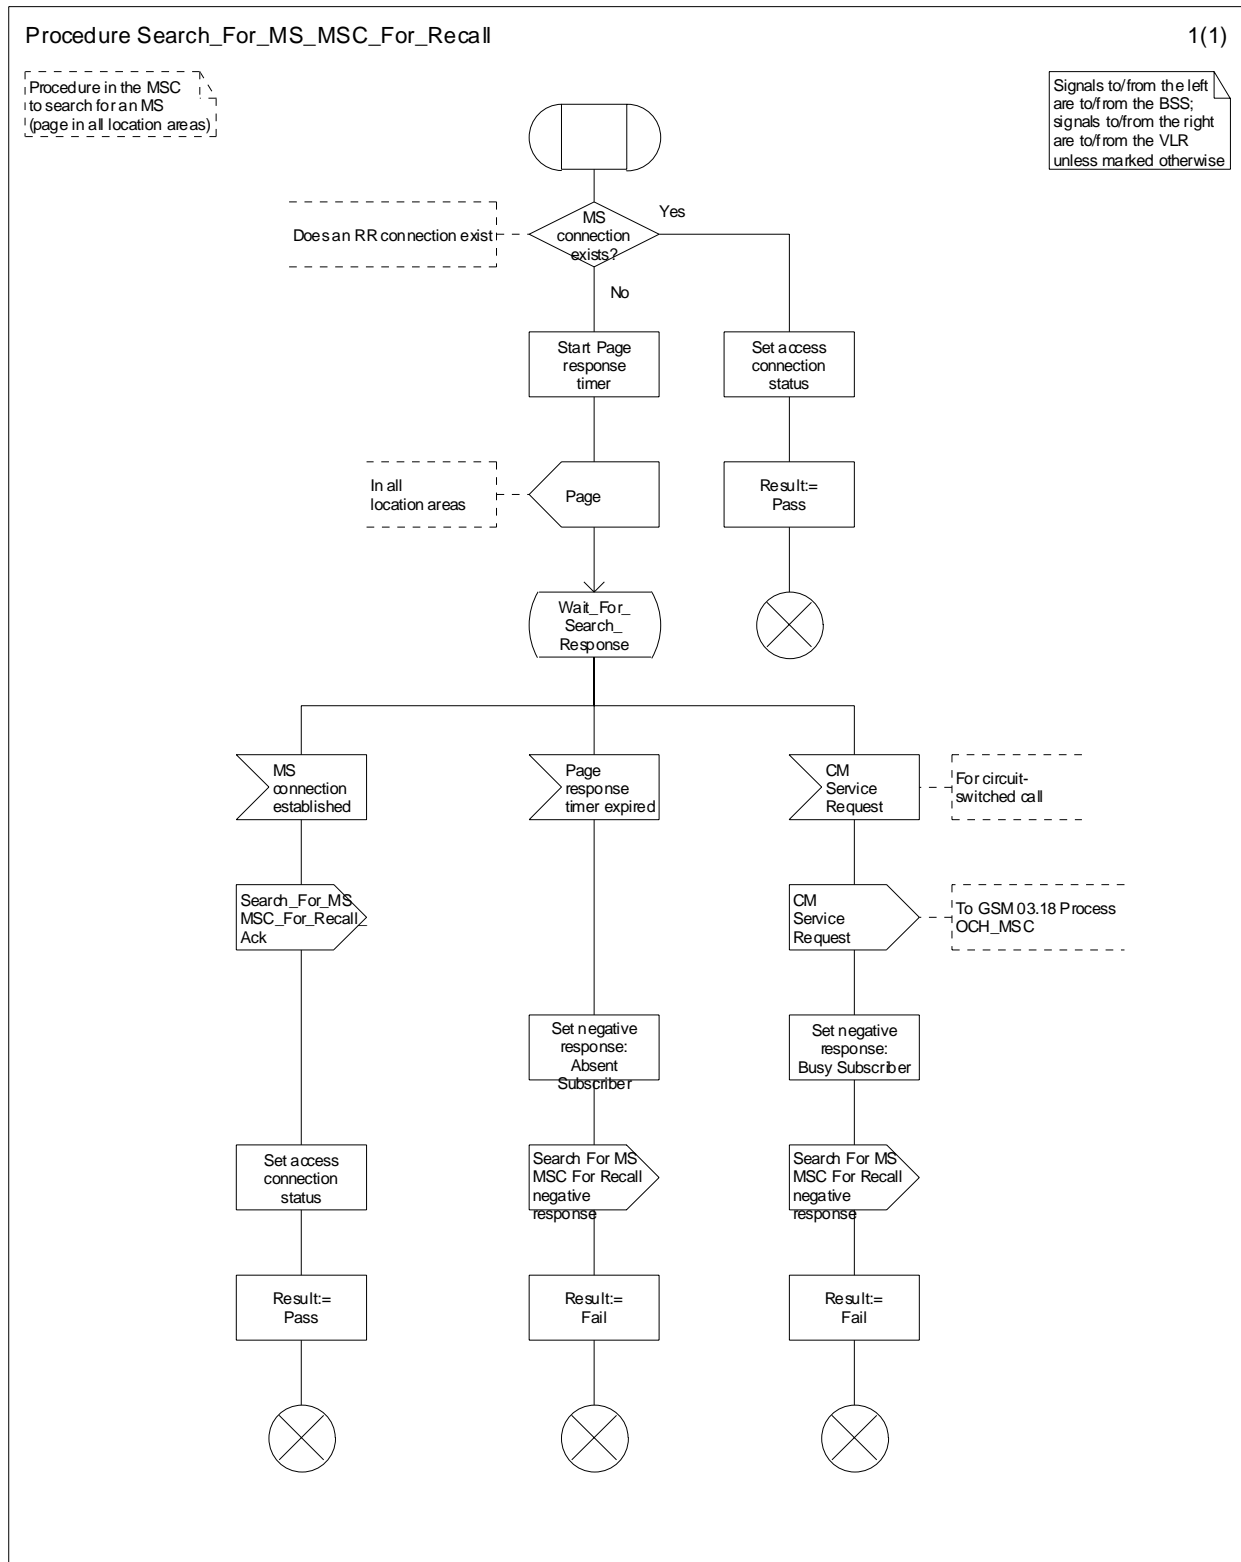 Procedure Search_For_MS_MSC_For_Recall
1(1)
Procedure in the MSC
to search for an MS
(page in all location areas)
Signals to/from the left
are to/from the BSS;
signals to/from the right
are to/from the VLR
unless marked otherwise
Does an RR connection exist
MS
connection
exists?
Yes
No
Start Page
response
timer
Set access
connection
status
In all
location areas
Page
Result:=
Pass
Wait_For_
Search_
Response
MS
connection
established
Page
response
timer expired
CM
Service
Request
For circuit-
switched call
Search_For_MS
MSC_For_Recall_
Ack
CM
Service
Request
To GSM 03.18 Process
OCH_MSC
Set negative
response:
Absent
Subscriber
Set negative
response:
Busy Subscriber
Set access
connection
status
Search For MS
MSC For Recall
negative
response
Search For MS
MSC For Recall
negative
response
Result:=
Pass
Result:=
Fail
Result:=
Fail